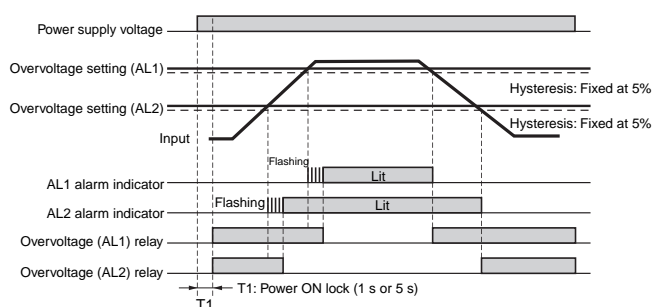 Power supply voltage
Overvoltage setting (AL1)
Hysteresis: Fixed at 5%
Overvoltage setting (AL2)
Hysteresis: Fixed at 5%
Input
Flashing
AL1 alarm indicator
Lit
AL2 alarm indicator
Flashing
Lit
Overvoltage (AL1) relay
Overvoltage (AL2) relay
T1: Power ON lock (1 s or 5 s)
T1